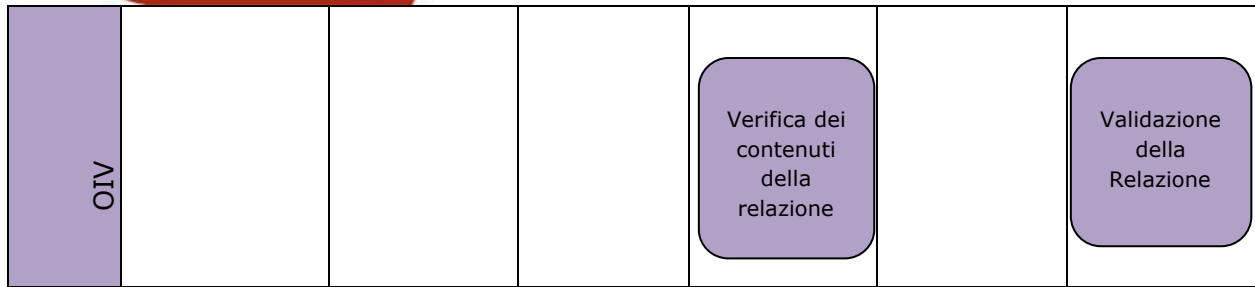 OIV
Verifica dei
contenuti
della
relazione
Validazione
della
Relazione